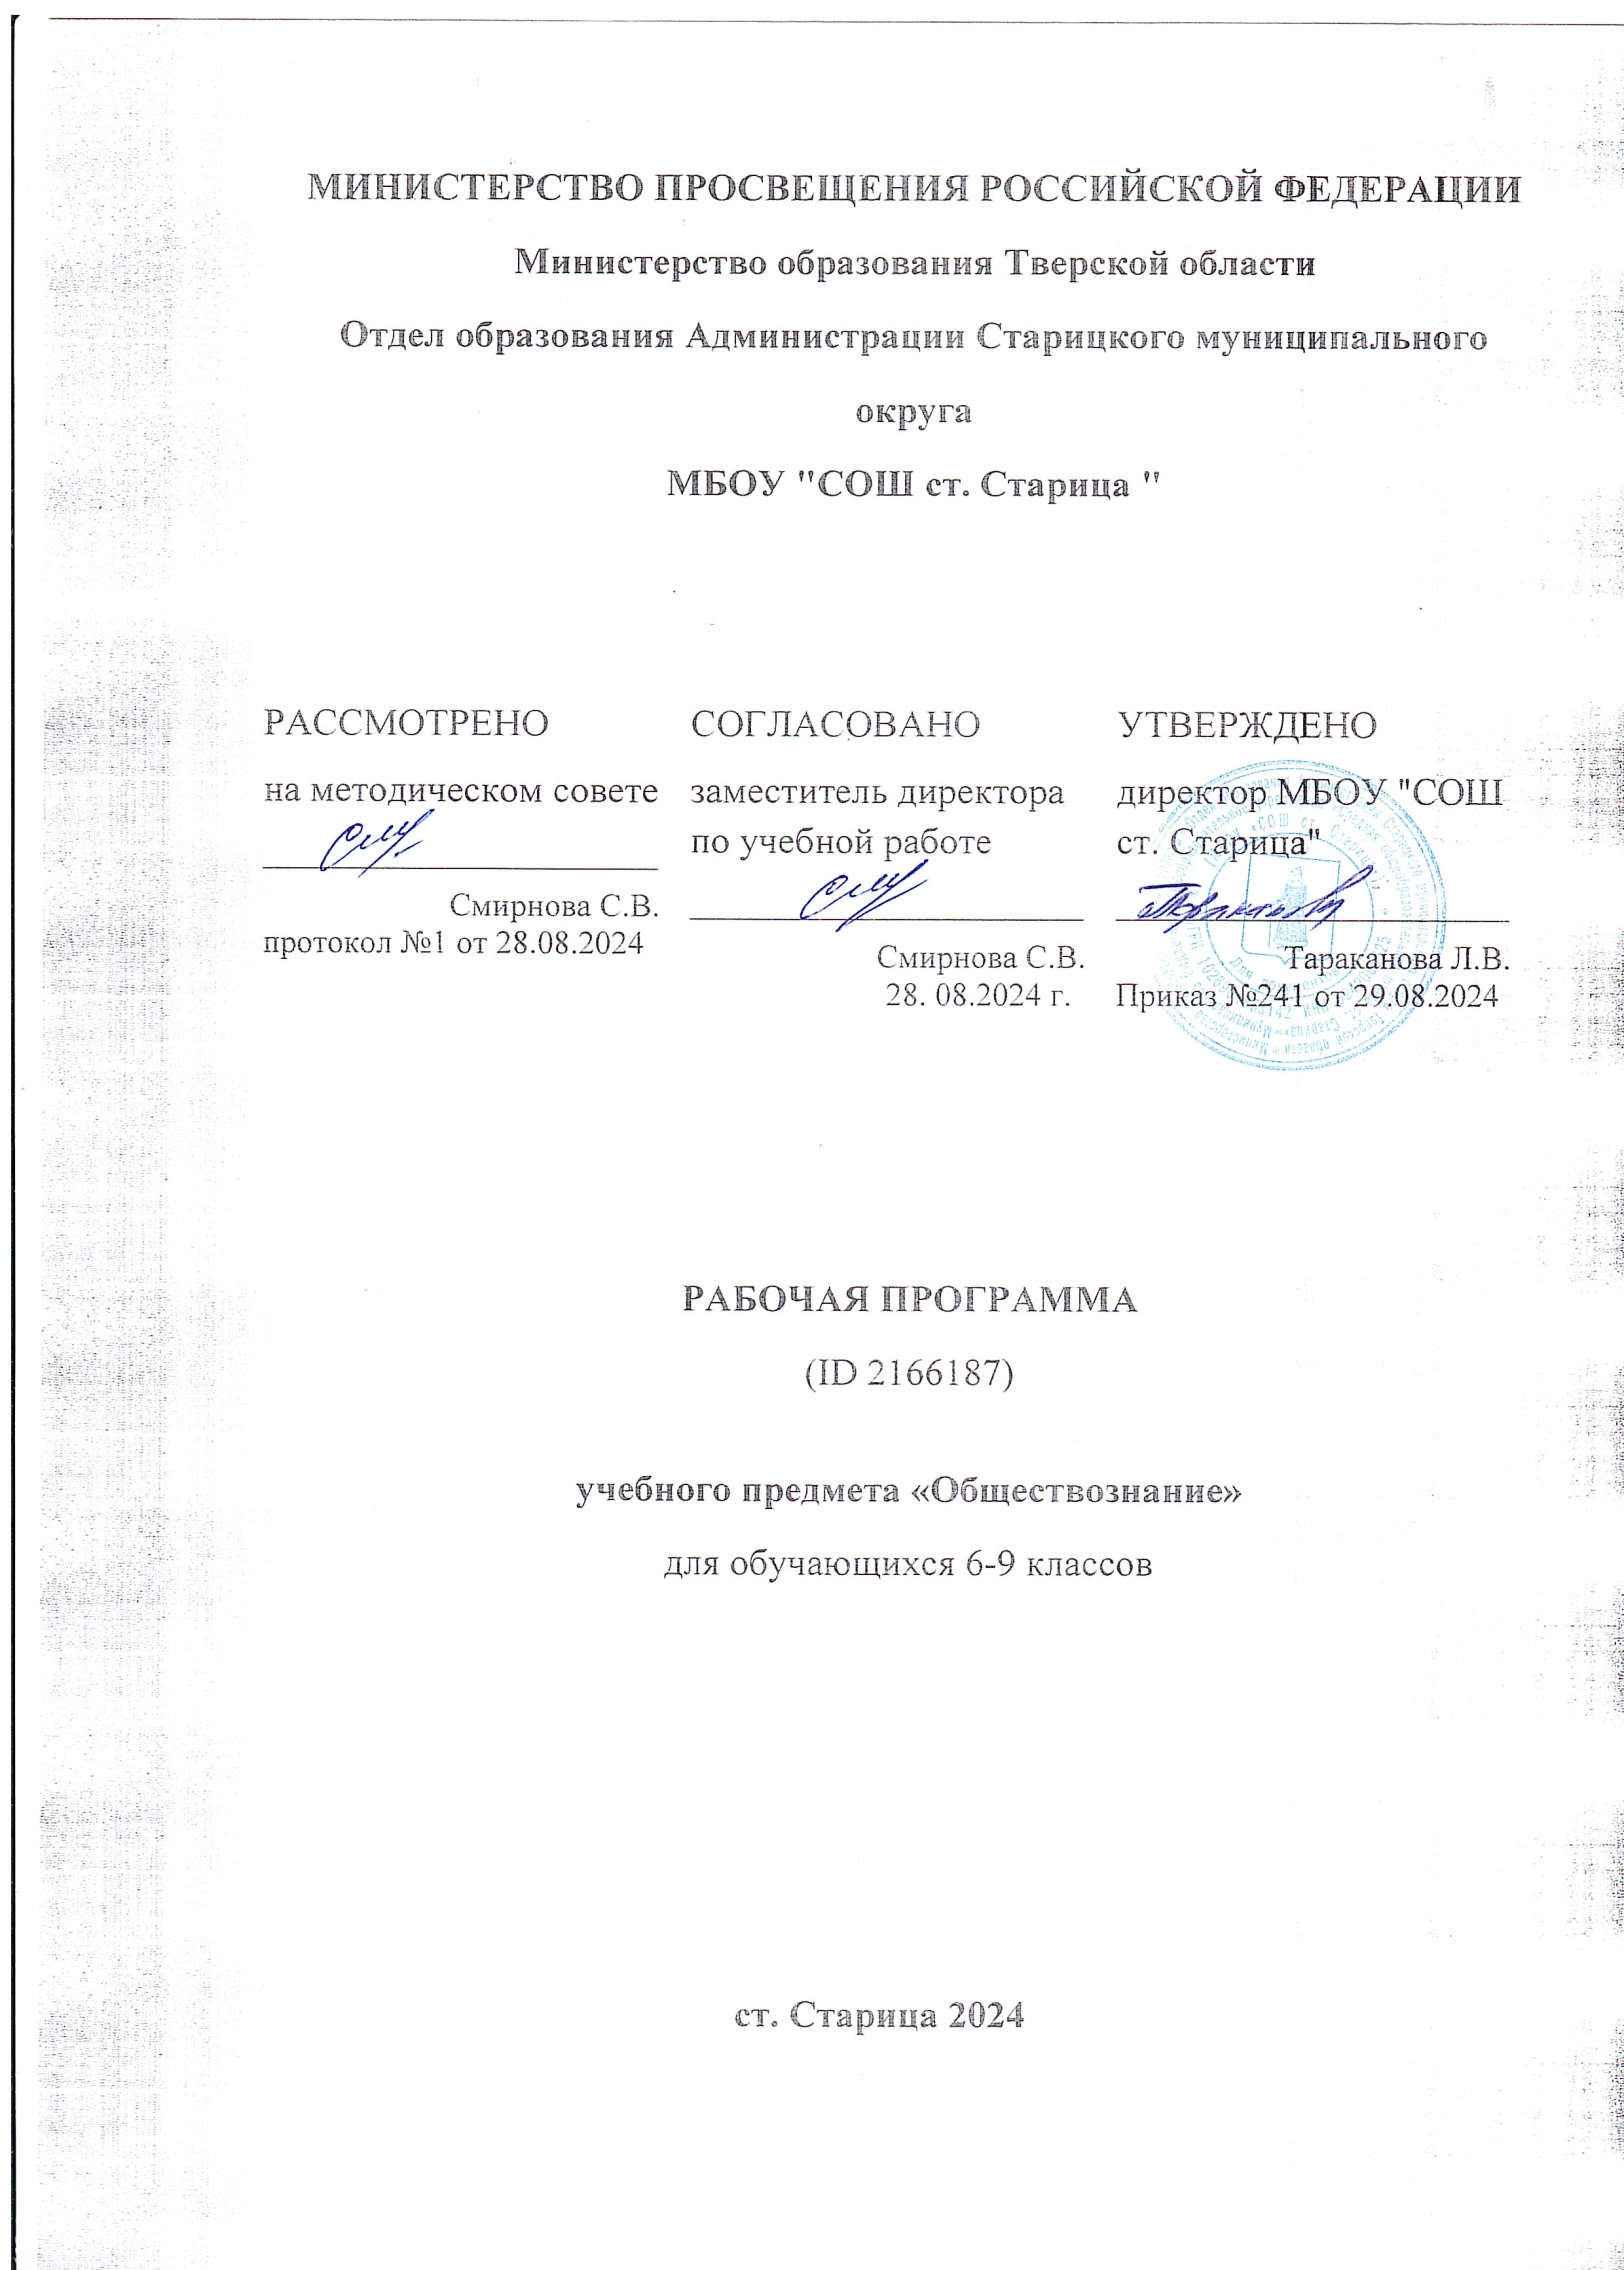 МИНИСТЕРСТВО ПРОСВЕЩЕНИЯ РОССИЙСКОЙ ФЕДЕРАЦИИ
Министерство образования Тверской области
Отдел образования Администрации Старицкого муниципального
округа
МБОУ "СОШ ст. Старица "
РАССМОТРЕНО
на методическом совете
Смирнова С.В.
протокол №1 от 28.08.2024
СОГЛАСОВАНО
заместитель директора
по учебной работе
Смирнова С.В.
28. 08.2024 г.
УТВЕРЖДЕНО
директор МБОУ "СОШ
ст. Старица"
Тараканова Л.В.
Приказ №241 от 29.08.2024
РАБОЧАЯ ПРОГРАММА
(ID 2166187)
учебного предмета «Обществознание»
для обучающихся 6-9 классов
ст. Старица 2024